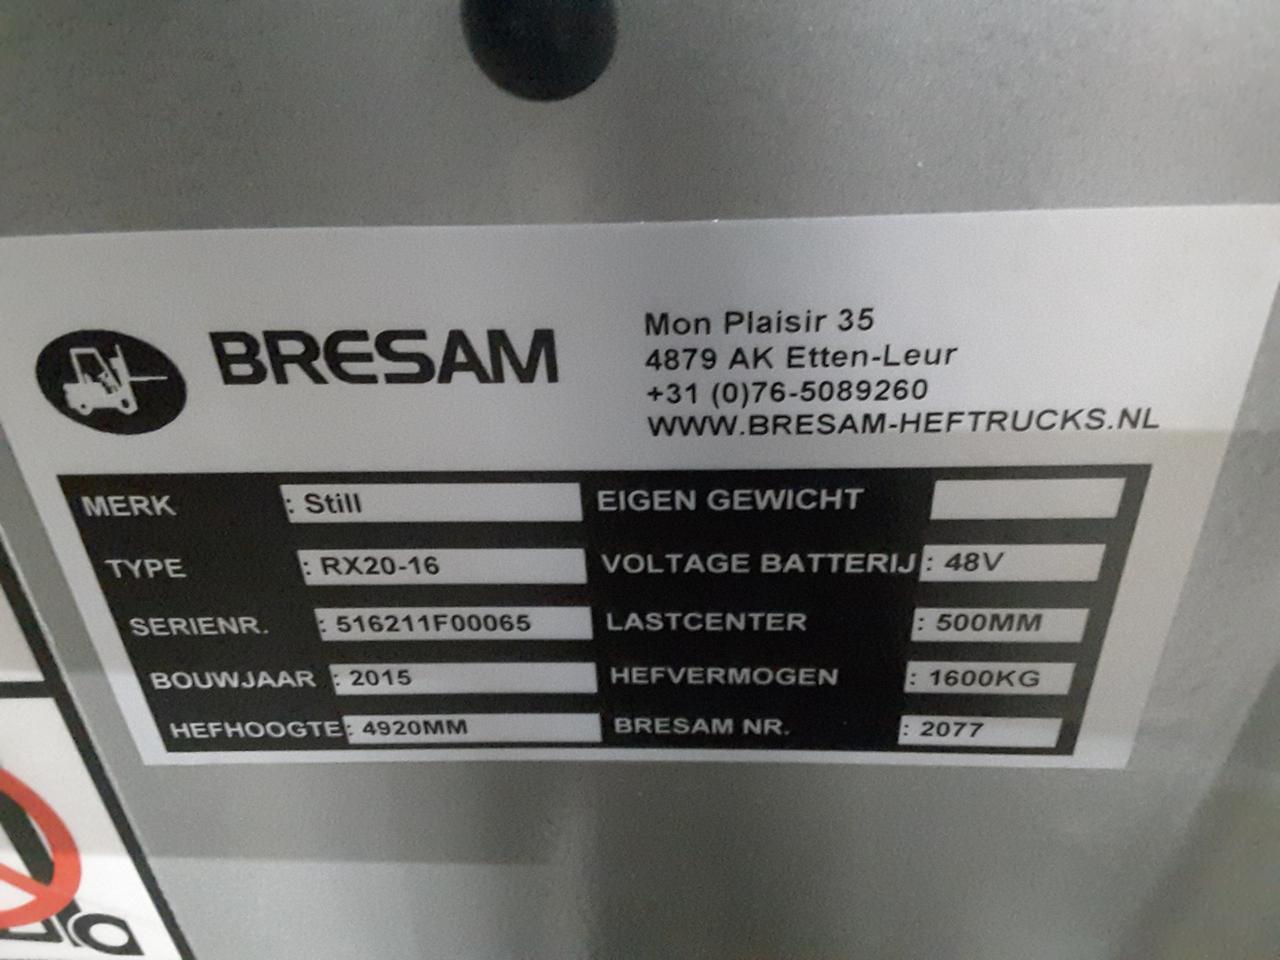 BRESAM
Mon Plaisir 35
4879 AK Etten-Leur
+31 (0)76-5089260
WWW.BRESAM-HEFTRUCKS.NL
MERK : Still
EIGEN GEWICHT
TYPE : RX20-16
VOLTAGE BATTERIJ : 48V
SERIENR. : 516211F00065
LASTCENTER : 500MM
BOUWJAAR : 2015
HEFVERMOGEN : 1600KG
HEFHOOGTE : 4920MM
BRESAM NR. : 2077